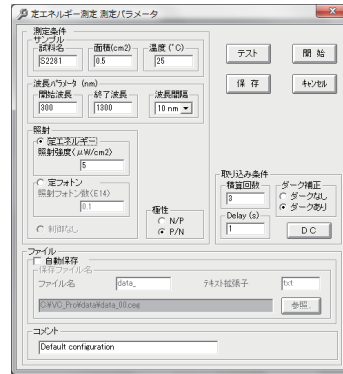 定エネルギー測定 測定パラメータ
測定条件
サンプル
試料名
面積(cm2)
温度(°C)
S2281
0.5
25
テスト
開 始
波長パラメータ (nm)
開始波長
終了波長
波長間隔
300
1300
10 nm
保 存
キャンセル
照射
定エネルギー
照射強度(μW/cm2)
5
定フォトン
照射フォトン数(E14)
0.1
制御なし
極性
N/P
P/N
取り込み条件
積算回数
3
Delay (s)
1
ダーク補正
ダークなし
ダークあり
D C
ファイル
自動保存
保存ファイル名
ファイル名
data_
テキスト拡張子
txt
C:¥VC_Pro¥data¥data_00.ceg
参照..
コメント
Default configuration